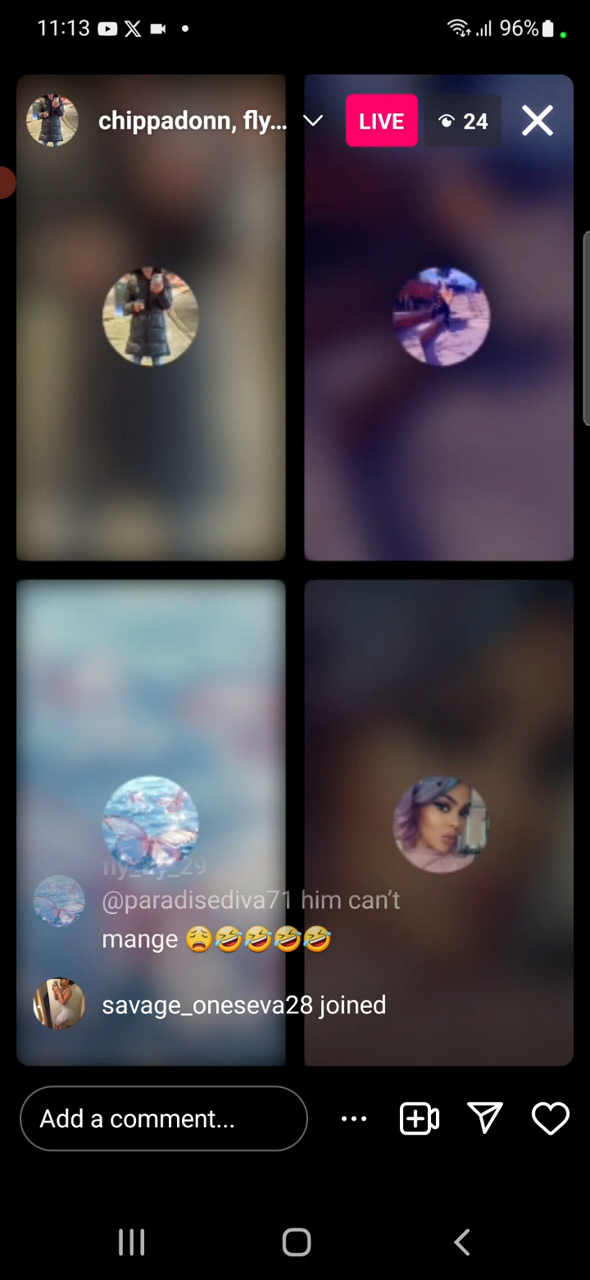 11:13
96%
chippadonn, fly...
LIVE
24
@paradisediva71 him can't
mange 😩🤣🤣🤣🤣
savage_oneseva28 joined
Add a comment...